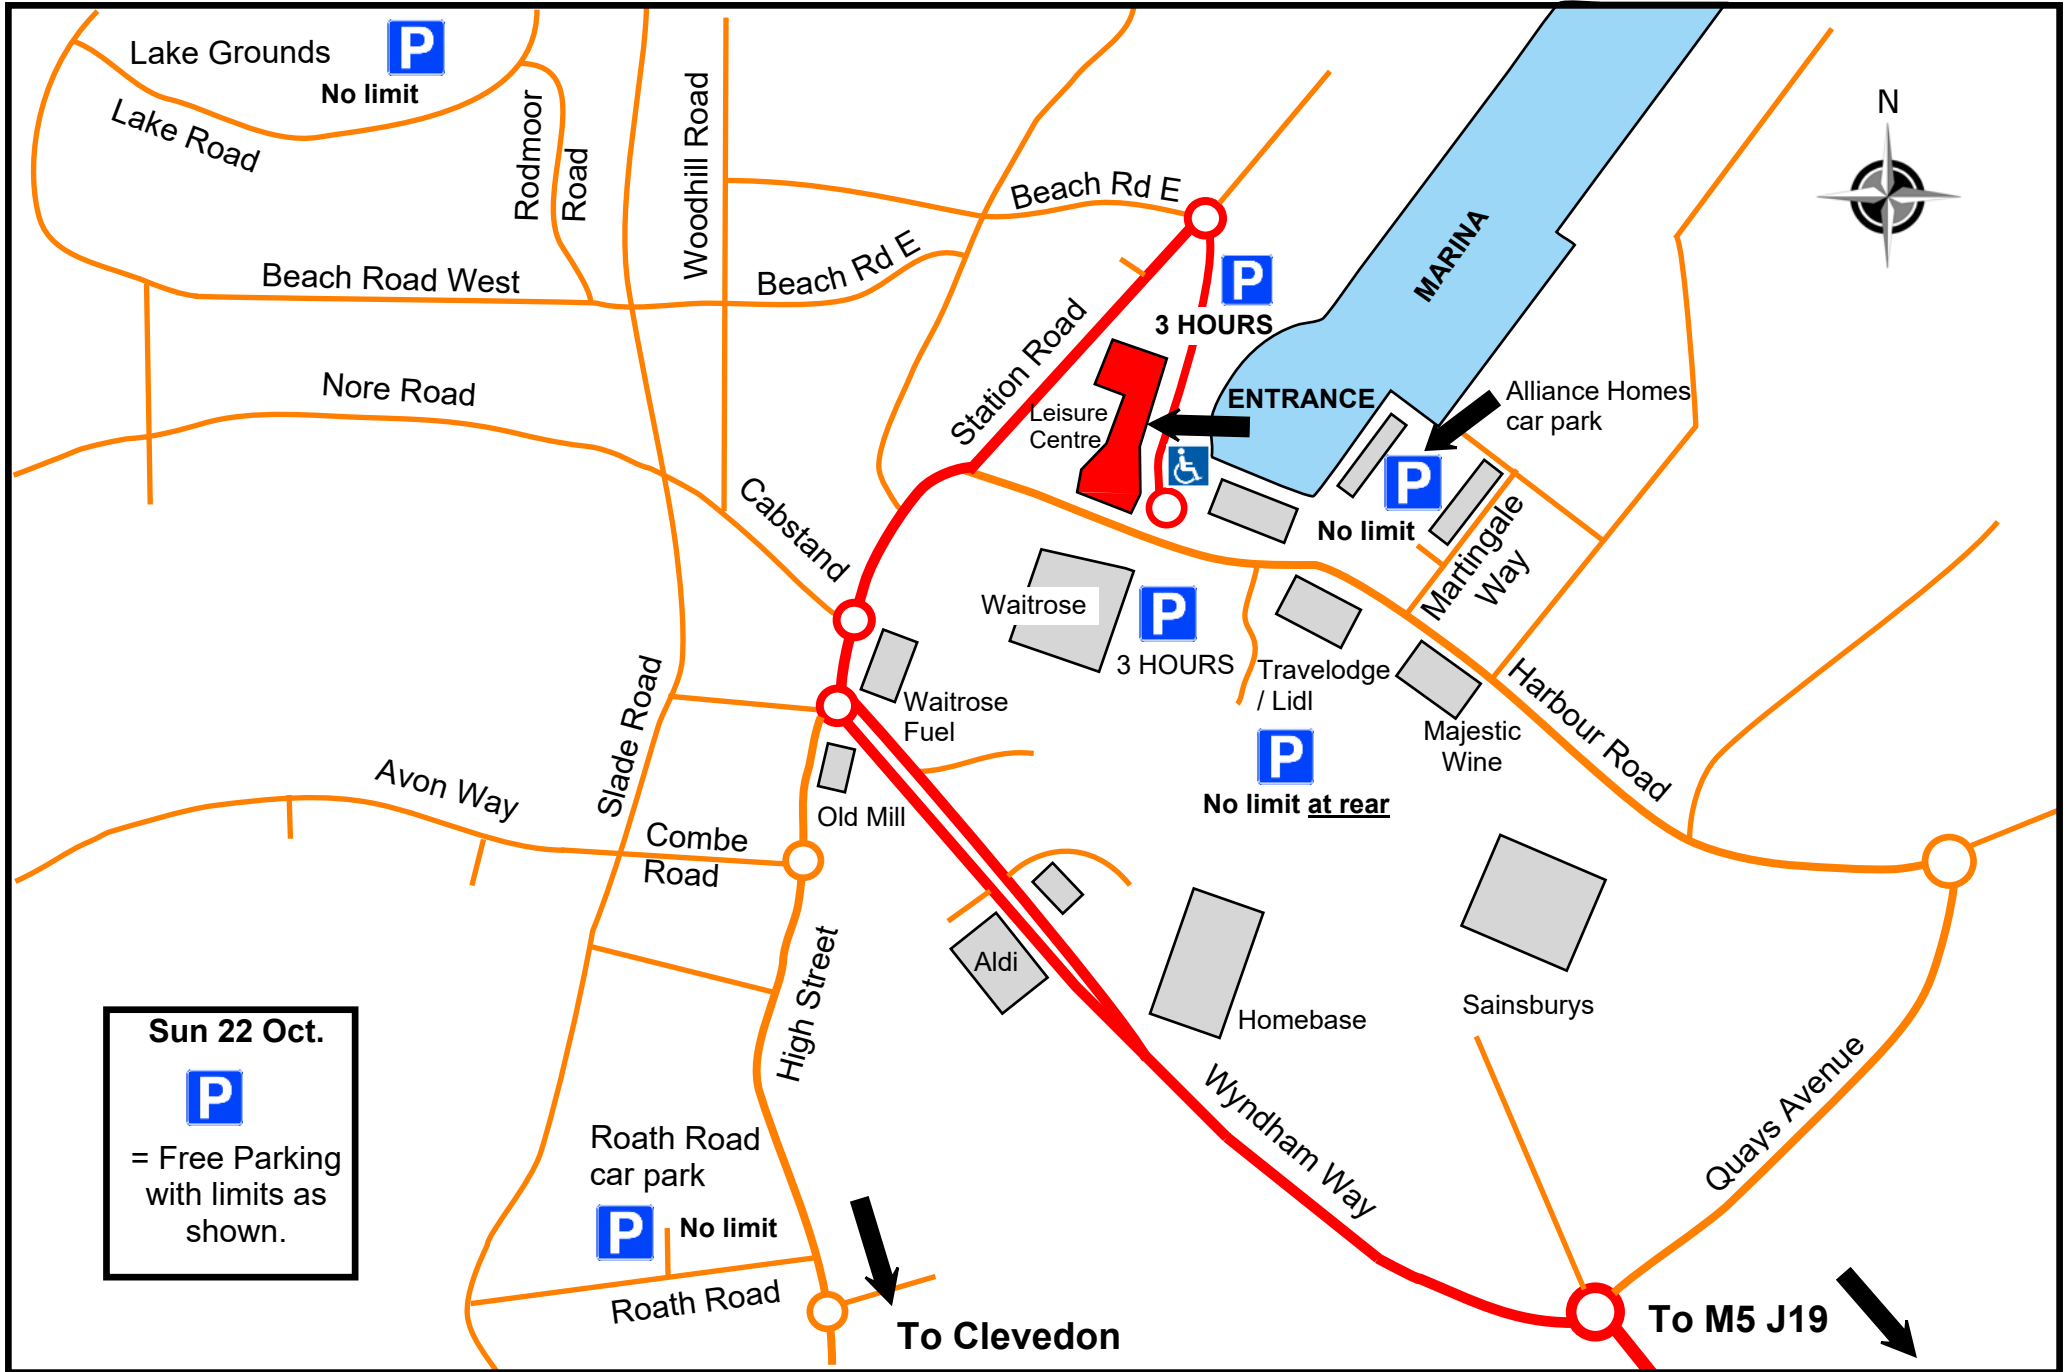 Lake Grounds
P
No limit
Lake Road
Rodmoor
Road
Woodhill Road
Beach Rd E
N
MARINA
Beach Road West
Beach Rd E
P
3 HOURS
Station Road
Nore Road
Leisure
Centre
ENTRANCE
Alliance Homes
car park
P
No limit
Cabstand
Martingale
Way
Waitrose
P
3 HOURS
Travelodge
/ Lidl
Waitrose
Fuel
Harbour Road
Majestic
Wine
Slade Road
P
No limit at rear
Avon Way
Old Mill
Combe
Road
High Street
Aldi
Homebase
Sainsburys
Sun 22 Oct.
P
= Free Parking
with limits as
shown.
Wyndham Way
Quays Avenue
Roath Road
car park
P
No limit
Roath Road
To Clevedon
To M5 J19